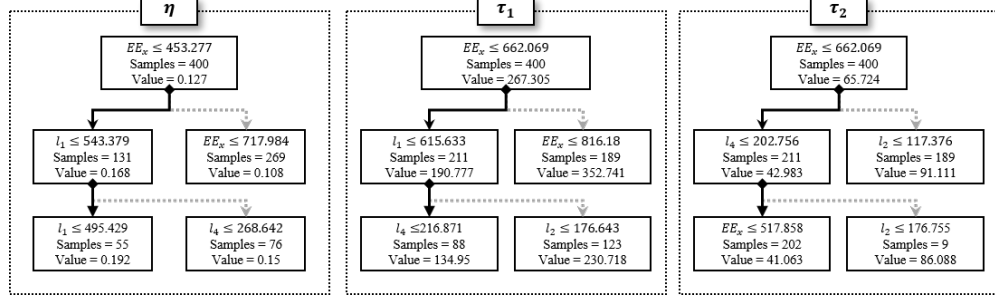 η
EEₓ ≤ 453.277
Samples = 400
Value = 0.127
l₁ ≤ 543.379
Samples = 131
Value = 0.168
EEₓ ≤ 717.984
Samples = 269
Value = 0.108
l₁ ≤ 495.429
Samples = 55
Value = 0.192
l₄ ≤ 268.642
Samples = 76
Value = 0.15
τ₁
EEₓ ≤ 662.069
Samples = 400
Value = 267.305
l₁ ≤ 615.633
Samples = 211
Value = 190.777
EEₓ ≤ 816.18
Samples = 189
Value = 352.741
l₄ ≤216.871
Samples = 88
Value = 134.95
l₂ ≤ 176.643
Samples = 123
Value = 230.718
τ₂
EEₓ ≤ 662.069
Samples = 400
Value = 65.724
l₄ ≤ 202.756
Samples = 211
Value = 42.983
l₂ ≤ 117.376
Samples = 189
Value = 91.111
EEₓ ≤ 517.858
Samples = 202
Value = 41.063
l₂ ≤ 176.755
Samples = 9
Value = 86.088